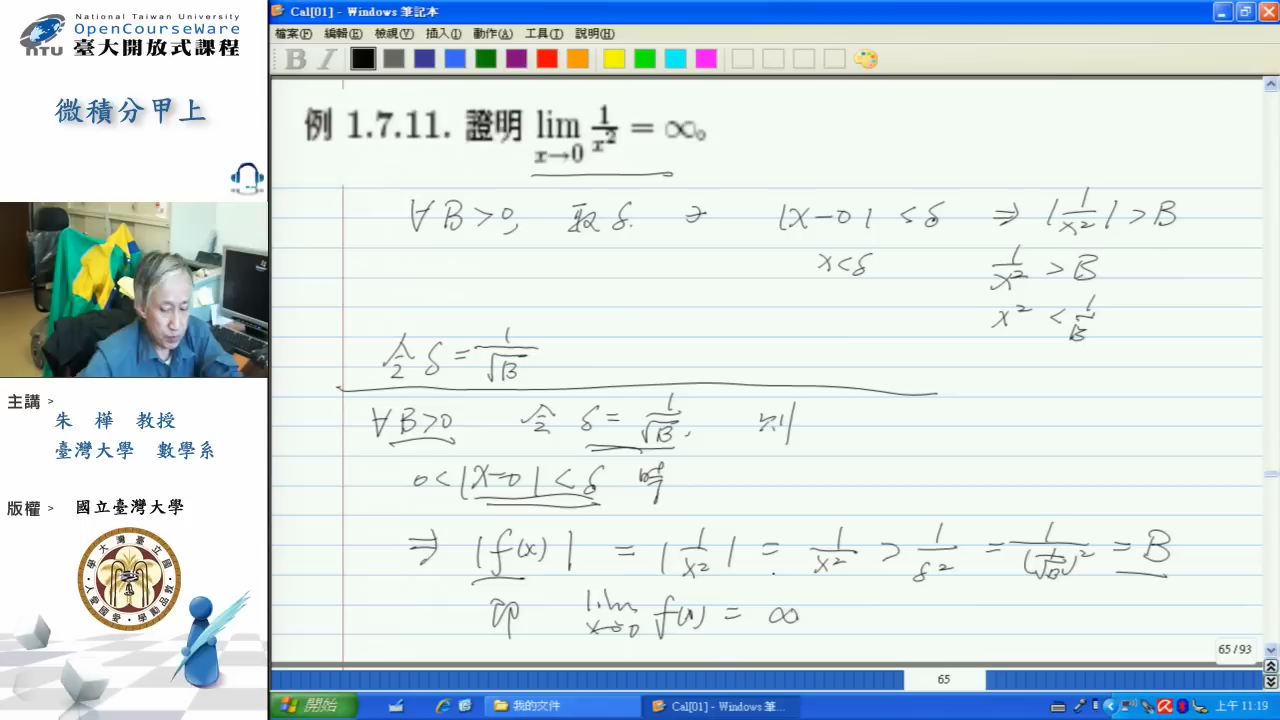 National Taiwan University
OpenCourseWare
臺大開放式課程
NTU
微積分甲上
主講
朱 樺 教授
臺灣大學 數學系
版權
國立臺灣大學
Cal[01] - Windows 筆記本
檔案(F) 編輯(E) 檢視(V) 插入(I) 動作(A) 工具(T) 說明(H)
B I
例 1.7.11. 證明 lim x→0 1/x² = ∞。
∀ B > 0, 取 δ. ∋ |x-0| < δ ⇒ |1/x²| > B
x < δ 1/x² > B
x² < 1/B
令 δ = 1/√B
∀ B > 0 令 δ = 1/√B, 則
0 < |x-0| < δ 時
⇒ |f(x)| = |1/x²| = 1/x² > 1/δ² = 1/(1/√B)² = B
即 lim x→0 f(x) = ∞
65 / 93
65
開始 我的文件 Cal[01] - Windows 筆...
上午 11:19